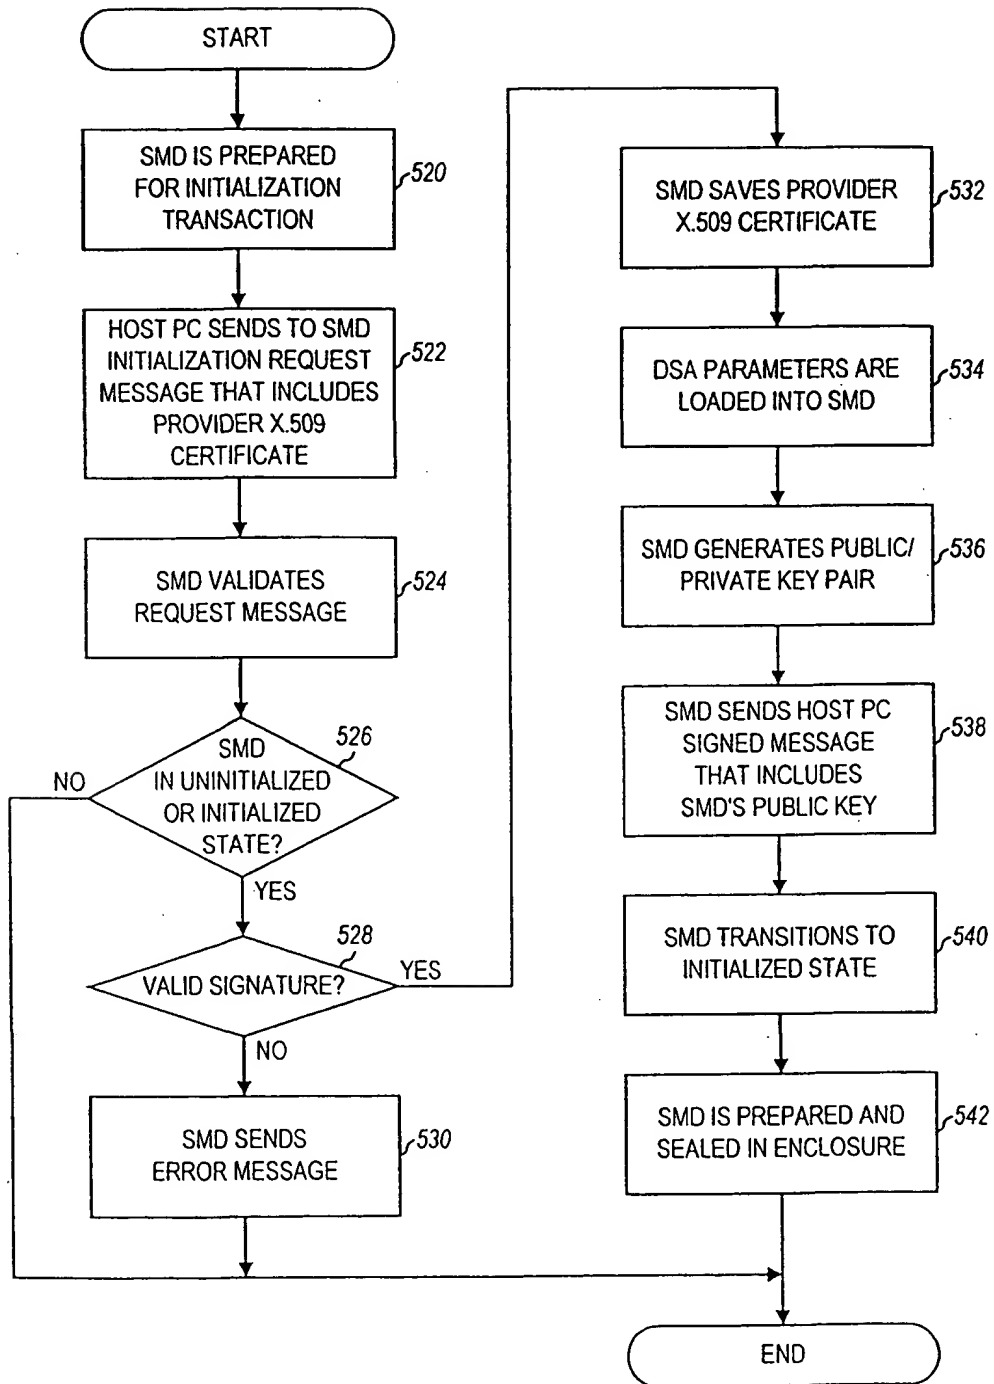 START
SMD IS PREPARED
FOR INITIALIZATION
TRANSACTION
520
HOST PC SENDS TO SMD
INITIALIZATION REQUEST
MESSAGE THAT INCLUDES
PROVIDER X.509
CERTIFICATE
522
SMD VALIDATES
REQUEST MESSAGE
524
SMD
IN UNINITIALIZED
OR INITIALIZED
STATE?
526
NO
YES
VALID SIGNATURE?
528
YES
NO
SMD SENDS
ERROR MESSAGE
530
SMD SAVES PROVIDER
X.509 CERTIFICATE
532
DSA PARAMETERS ARE
LOADED INTO SMD
534
SMD GENERATES PUBLIC/
PRIVATE KEY PAIR
536
SMD SENDS HOST PC
SIGNED MESSAGE
THAT INCLUDES
SMD'S PUBLIC KEY
538
SMD TRANSITIONS TO
INITIALIZED STATE
540
SMD IS PREPARED AND
SEALED IN ENCLOSURE
542
END